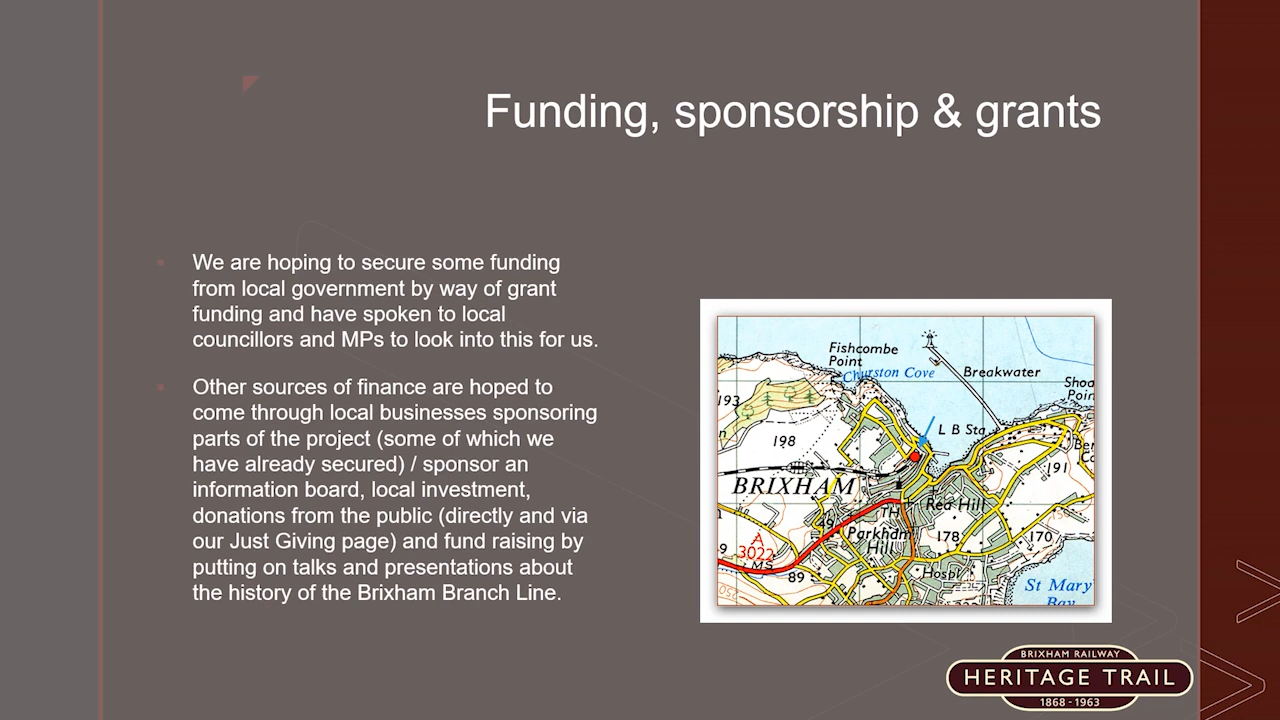 Funding, sponsorship & grants
We are hoping to secure some funding
from local government by way of grant
funding and have spoken to local
councillors and MPs to look into this for us.
Other sources of finance are hoped to
come through local businesses sponsoring
parts of the project (some of which we
have already secured) / sponsor an
information board, local investment,
donations from the public (directly and via
our Just Giving page) and fund raising by
putting on talks and presentations about
the history of the Brixham Branch Line.
Fishcombe
Point
Churston Cove
Breakwater
193
198
L B Sta
191
BRIXHAM
Rea Hill
TH
49
Parkham
Hill
178
170
A
3022
MS
89
Hospl
St Mary
Bay
BRIXHAM RAILWAY
HERITAGE TRAIL
1868 - 1963